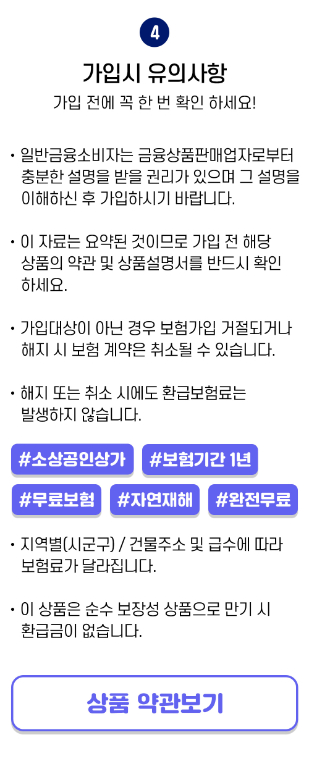 4
가입시 유의사항
가입 전에 꼭 한 번 확인 하세요!
• 일반금융소비자는 금융상품판매업자로부터
충분한 설명을 받을 권리가 있으며 그 설명을
이해하신 후 가입하시기 바랍니다.
• 이 자료는 요약된 것이므로 가입 전 해당
상품의 약관 및 상품설명서를 반드시 확인
하세요.
• 가입대상이 아닌 경우 보험가입 거절되거나
해지 시 보험 계약은 취소될 수 있습니다.
• 해지 또는 취소 시에도 환급보험료는
발생하지 않습니다.
#소상공인상가 #보험기간 1년
#무료보험 #자연재해 #완전무료
• 지역별(시군구) / 건물주소 및 급수에 따라
보험료가 달라집니다.
• 이 상품은 순수 보장성 상품으로 만기 시
환급금이 없습니다.
상품 약관보기